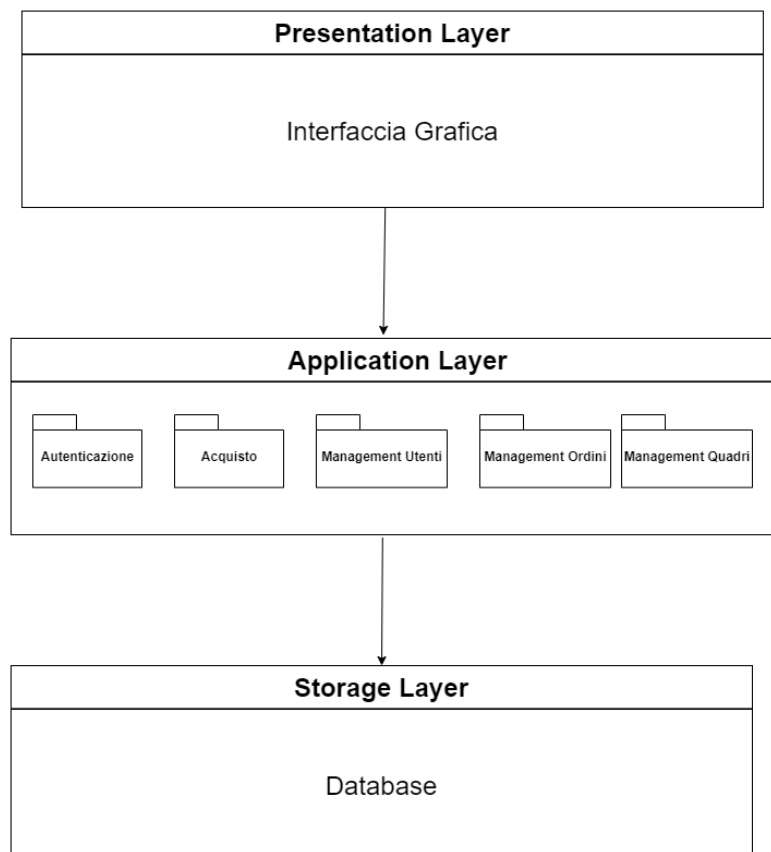 Presentation Layer
Interfaccia Grafica
Application Layer
Autenticazione
Acquisto
Management Utenti
Management Ordini
Management Quadri
Storage Layer
Database